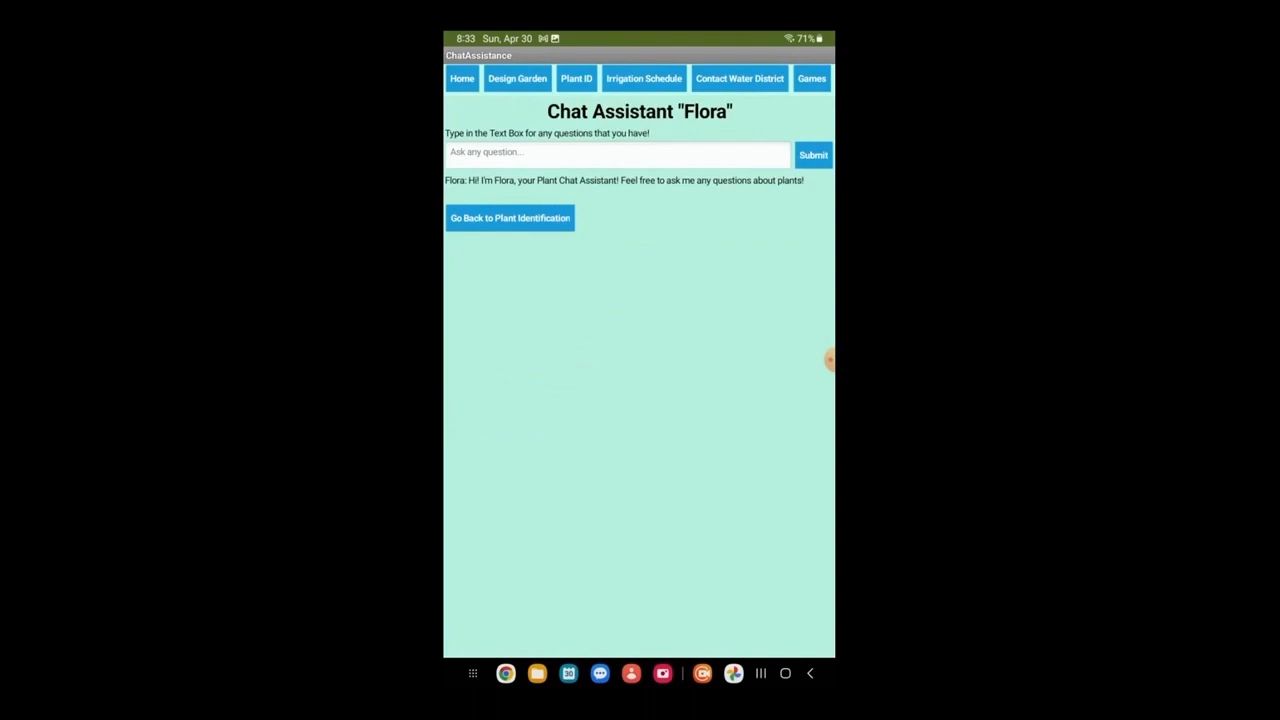 8:33 Sun, Apr 30 71%
ChatAssistance
Home Design Garden Plant ID Irrigation Schedule Contact Water District Games
Chat Assistant "Flora"
Type in the Text Box for any questions that you have!
Ask any question...
Submit
Flora: Hi! I'm Flora, your Plant Chat Assistant! Feel free to ask me any questions about plants!
Go Back to Plant Identification
30